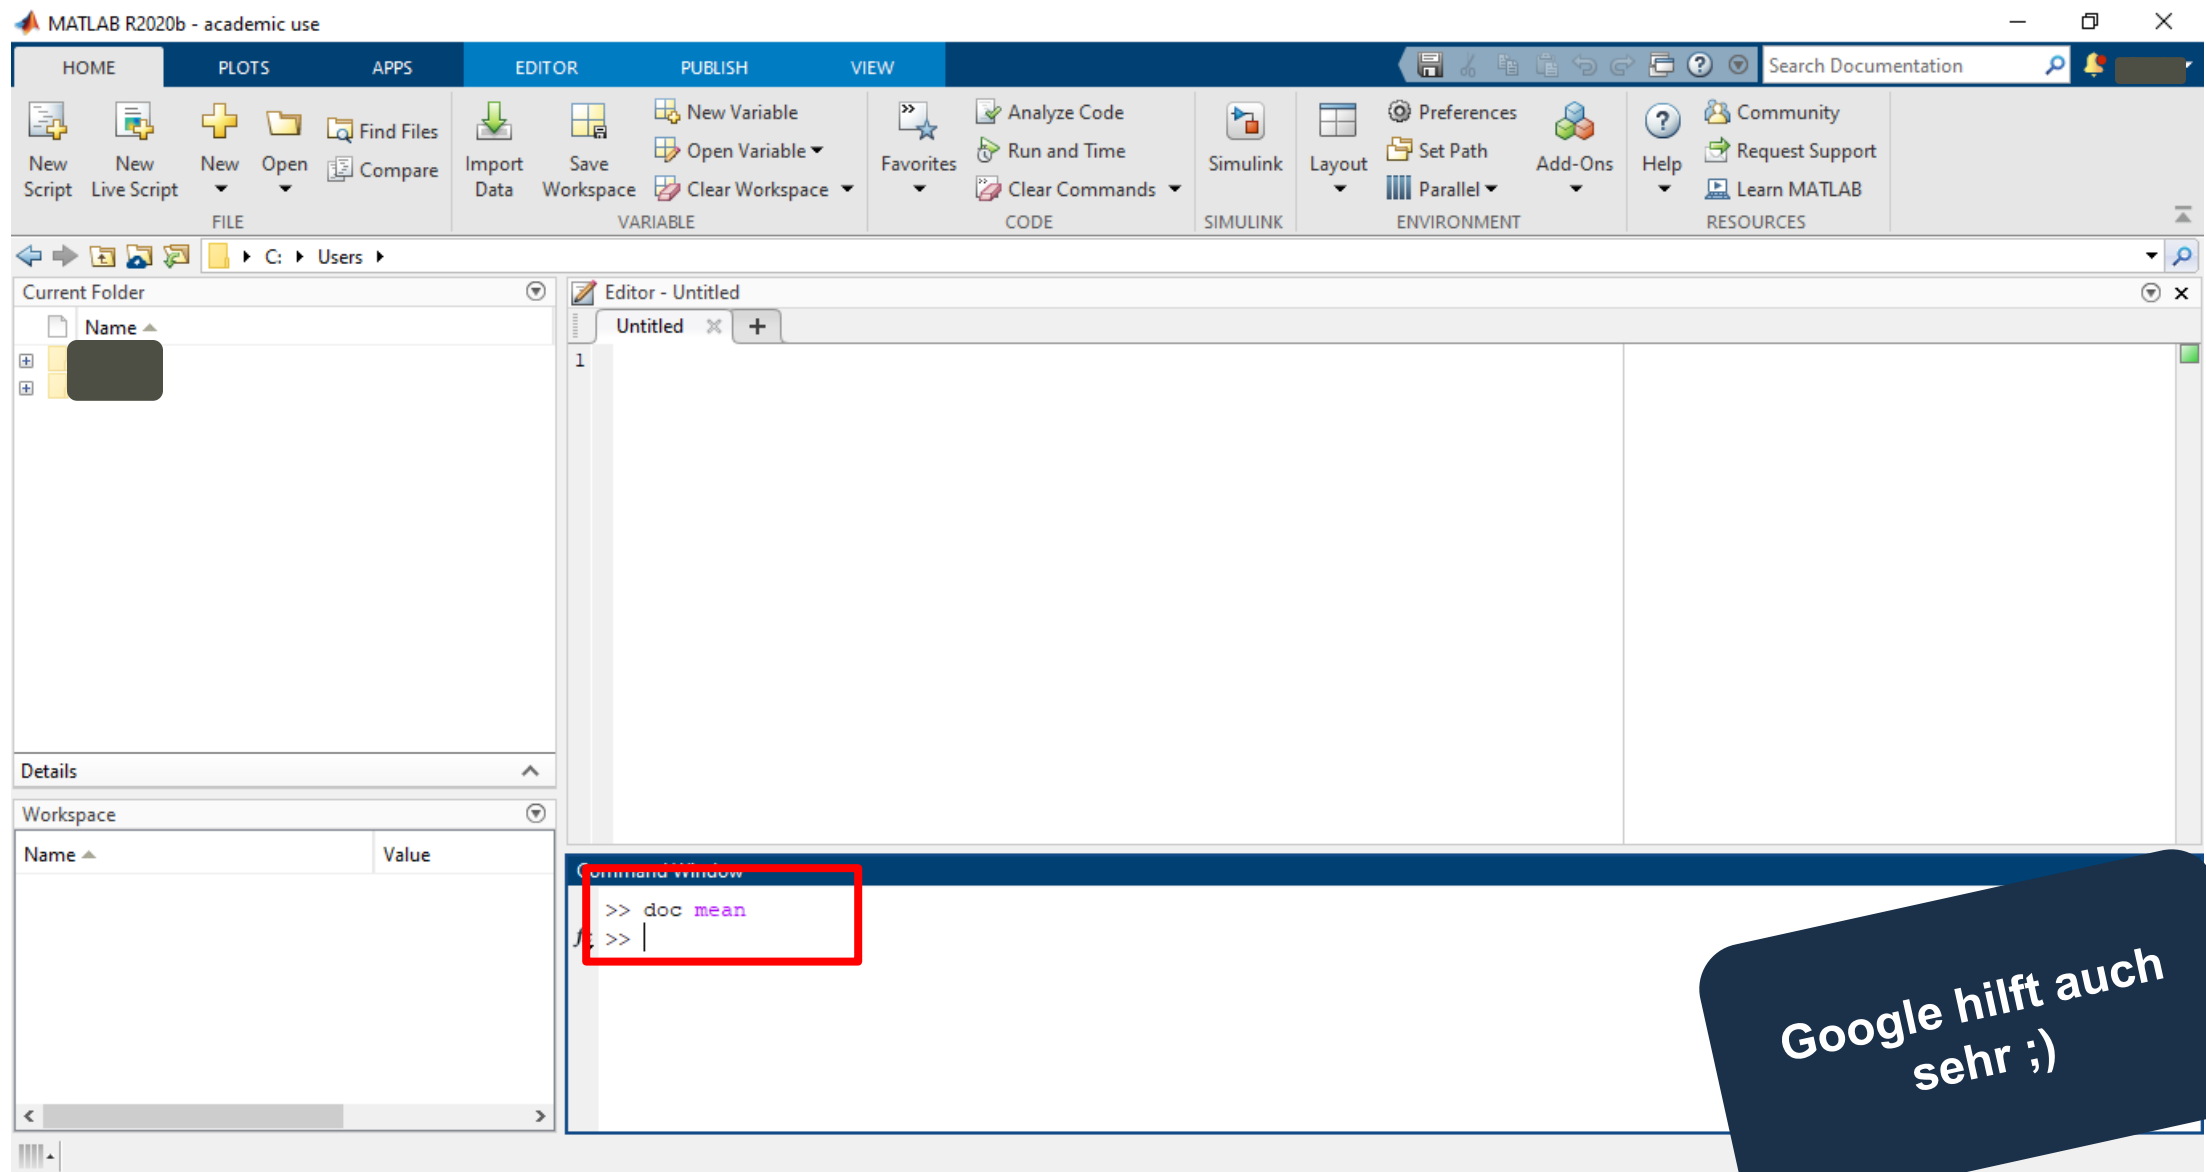 MATLAB R2020b - academic use
HOME PLOTS APPS EDITOR PUBLISH VIEW Search Documentation
New Script
New Live Script
New
Open
Find Files
Compare
FILE
Import Data
Save Workspace
New Variable
Open Variable
Clear Workspace
VARIABLE
Favorites
Analyze Code
Run and Time
Clear Commands
CODE
Simulink
SIMULINK
Layout
Preferences
Set Path
Parallel
Add-Ons
ENVIRONMENT
Help
Community
Request Support
Learn MATLAB
RESOURCES
C: Users
Current Folder
Name
Editor - Untitled
Untitled
1
Details
Workspace
Name Value
Command Window
>> doc mean
fx >>
Google hilft auch
sehr ;)